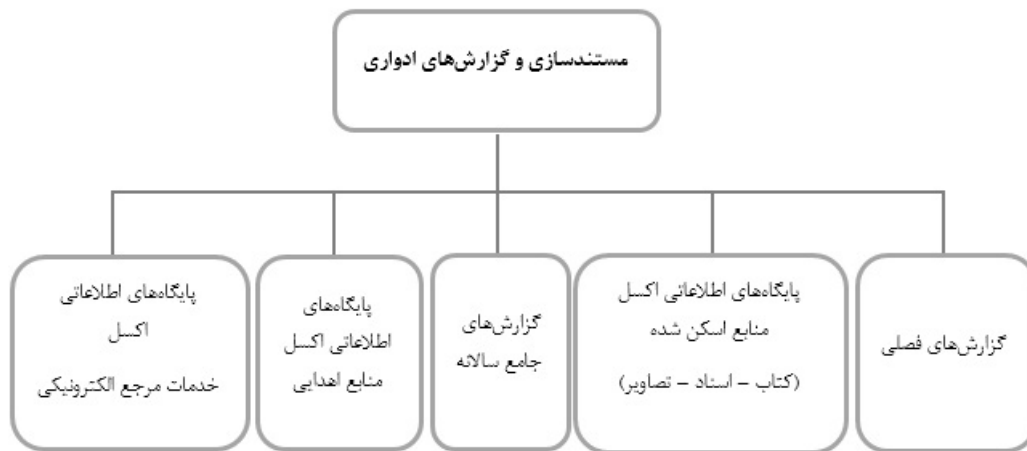 مستندسازی و گزارش‌های ادواری
گزارش‌های فصلی
پایگاه‌های اطلاعاتی اکسل
منابع اسکن شده
(کتاب – اسناد – تصاویر)
گزارش‌های
جامع سالانه
پایگاه‌های
اطلاعاتی اکسل
منابع اهدایی
پایگاه‌های اطلاعاتی
اکسل
خدمات مرجع الکترونیکی